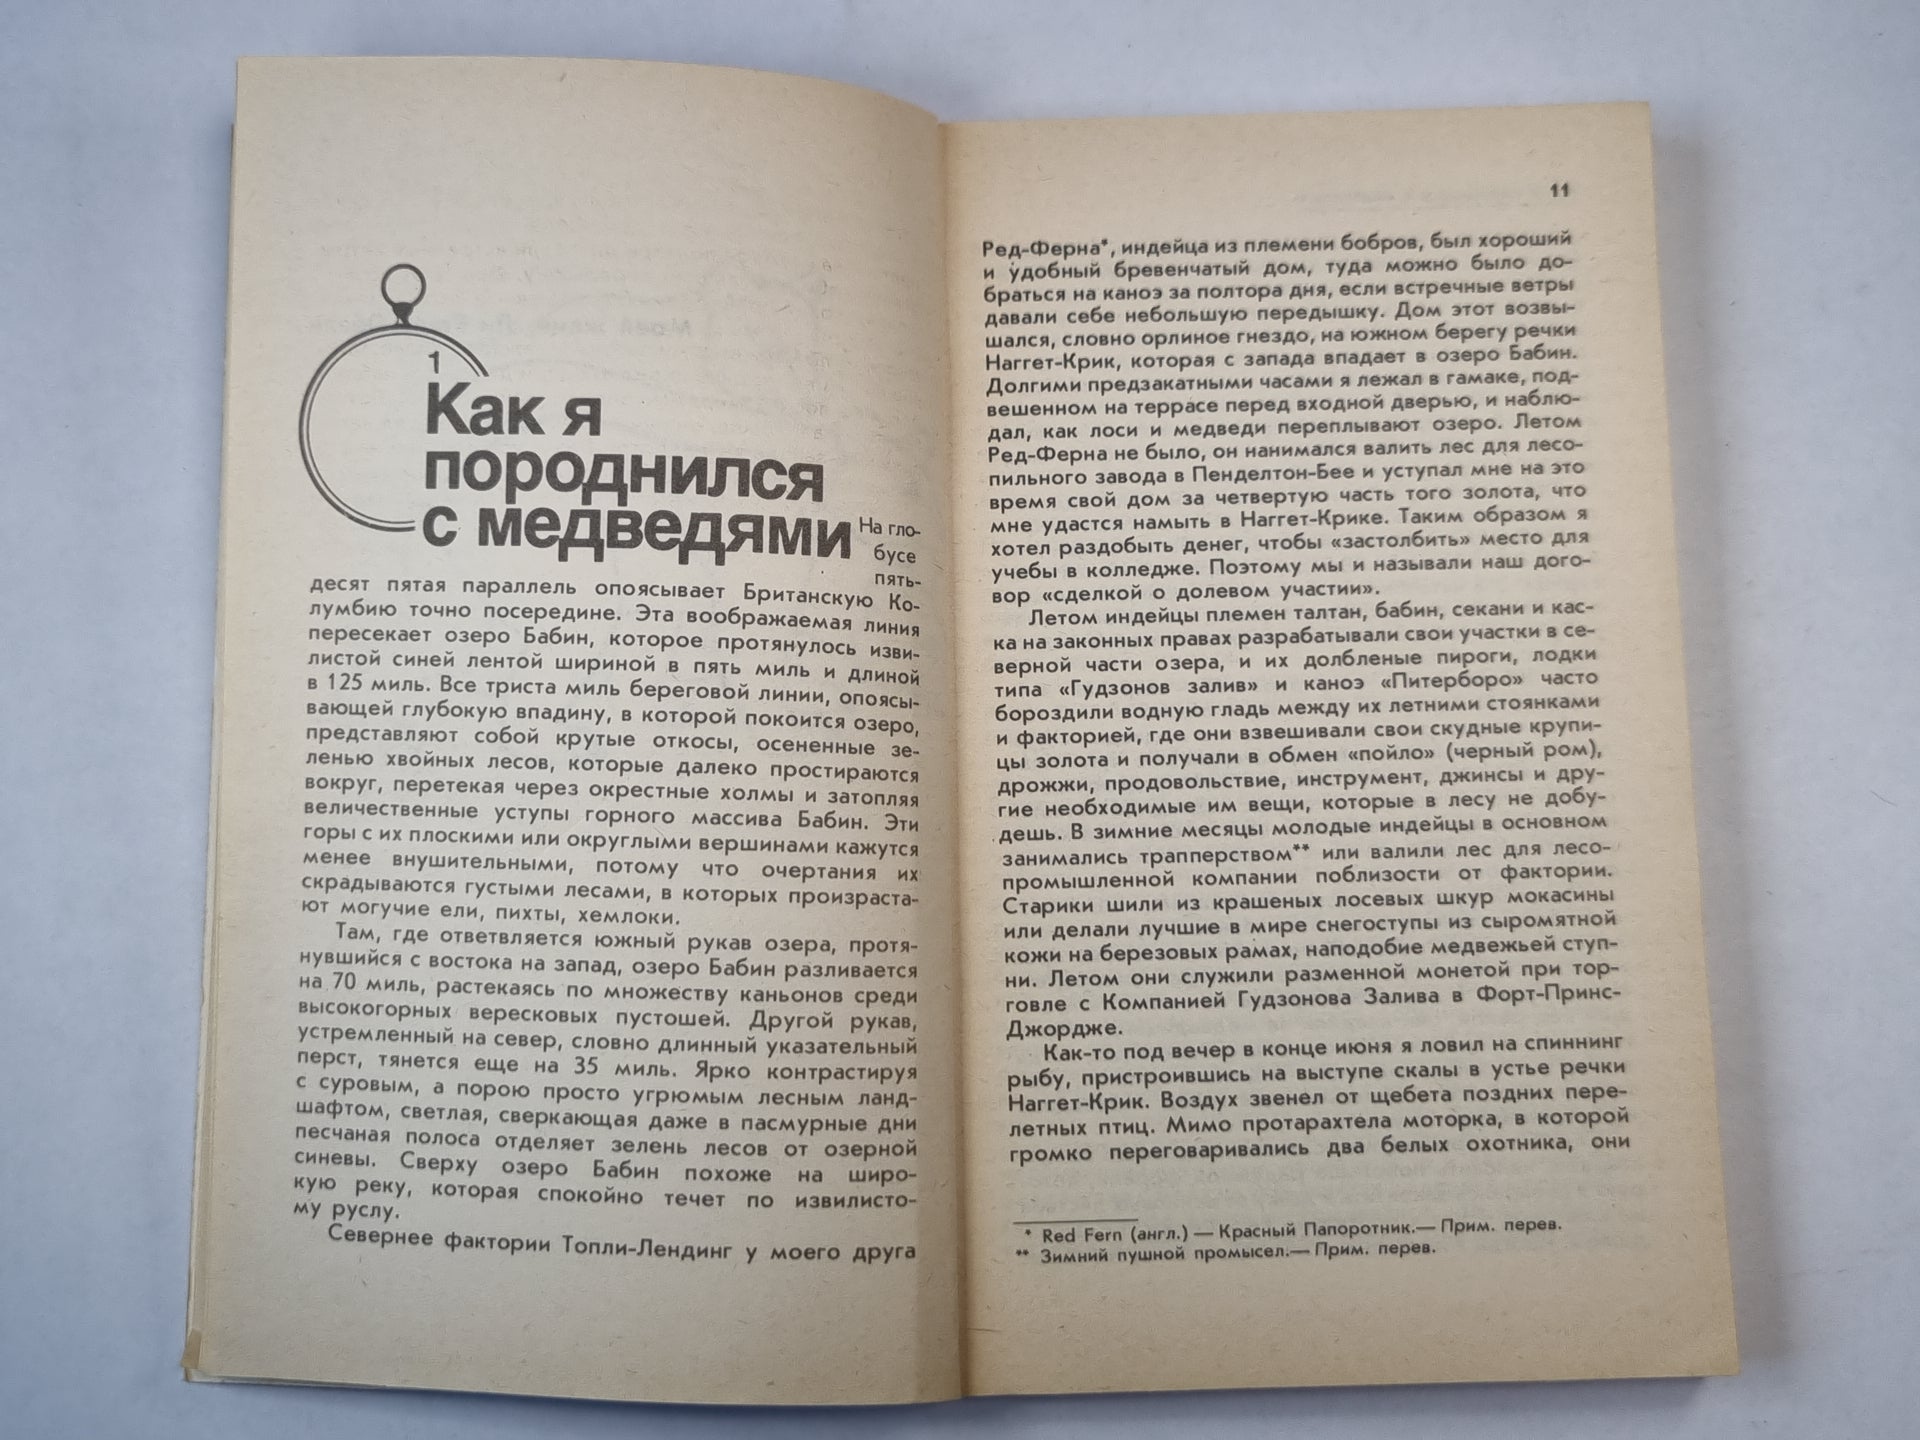 1
Как я
породнился
с медведями
На гло-
бусе
пять-
десят пятая параллель опоясывает Британскую Ко-
лумбию точно посередине. Эта воображаемая линия
пересекает озеро Бабин, которое протянулось изви-
листой синей лентой шириной в пять миль и длиной
в 125 миль. Все триста миль береговой линии, опоясы-
вающей глубокую впадину, в которой покоится озеро,
представляют собой крутые откосы, осененные зе-
ленью хвойных лесов, которые далеко простираются
вокруг, перетекая через окрестные холмы и затопляя
величественные уступы горного массива Бабин. Эти
горы с их плоскими или округлыми вершинами кажутся
менее внушительными, потому что очертания их
скрадываются густыми лесами, в которых произраста-
ют могучие ели, пихты, хемлоки.
Там, где ответвляется южный рукав озера, протя-
нувшийся с востока на запад, озеро Бабин разливается
на 70 миль, растекаясь по множеству каньонов среди
высокогорных вересковых пустошей. Другой рукав,
устремленный на север, словно длинный указательный
перст, тянется еще на 35 миль. Ярко контрастируя
с суровым, а порою просто угрюмым лесным ланд-
шафтом, светлая, сверкающая даже в пасмурные дни
песчаная полоса отделяет зелень лесов от озерной
синевы. Сверху озеро Бабин похоже на широ-
кую реку, которая спокойно течет по извилисто-
му руслу.
Севернее фактории Топли-Лендинг у моего друга
11
Ред-Ферна*, индейца из племени бобров, был хороший
и удобный бревенчатый дом, туда можно было до-
браться на каноэ за полтора дня, если встречные ветры
давали себе небольшую передышку. Дом этот возвы-
шался, словно орлиное гнездо, на южном берегу речки
Наггет-Крик, которая с запада впадает в озеро Бабин.
Долгими предзакатными часами я лежал в гамаке, под-
вешенном на террасе перед входной дверью, и наблю-
дал, как лоси и медведи переплывают озеро. Летом
Ред-Ферна не было, он нанимался валить лес для лесо-
пильного завода в Пенделтон-Бее и уступал мне на это
время свой дом за четвертую часть того золота, что
мне удастся намыть в Наггет-Крике. Таким образом я
хотел раздобыть денег, чтобы «застолбить» место для
учебы в колледже. Поэтому мы и называли наш дого-
вор «сделкой о долевом участии».
Летом индейцы племен талтан, бабин, секани и кас-
ка на законных правах разрабатывали свои участки в се-
верной части озера, и их долбленые пироги, лодки
типа «Гудзонов залив» и каноэ «Питерборо» часто
бороздили водную гладь между их летними стоянками
и факторией, где они взвешивали свои скудные крупи-
цы золота и получали в обмен «пойло» (черный ром),
дрожжи, продовольствие, инструмент, джинсы и дру-
гие необходимые им вещи, которые в лесу не добу-
дешь. В зимние месяцы молодые индейцы в основном
занимались трапперством** или валили лес для лесо-
промышленной компании поблизости от фактории.
Старики шили из крашеных лосевых шкур мокасины
или делали лучшие в мире снегоступы из сыромятной
кожи на березовых рамах, наподобие медвежьей ступ-
ни. Летом они служили разменной монетой при тор-
говле с Компанией Гудзонова Залива в Форт-Принс-
Джордже.
Как-то под вечер в конце июня я ловил на спиннинг
рыбу, пристроившись на выступе скалы в устье речки
Наггет-Крик. Воздух звенел от щебета поздних пере-
летных птиц. Мимо протарахтела моторка, в которой
громко переговаривались два белых охотника, они
* Red Fern (англ.) — Красный Папоротник.— Прим. перев.
** Зимний пушной промысел.— Прим. перев.